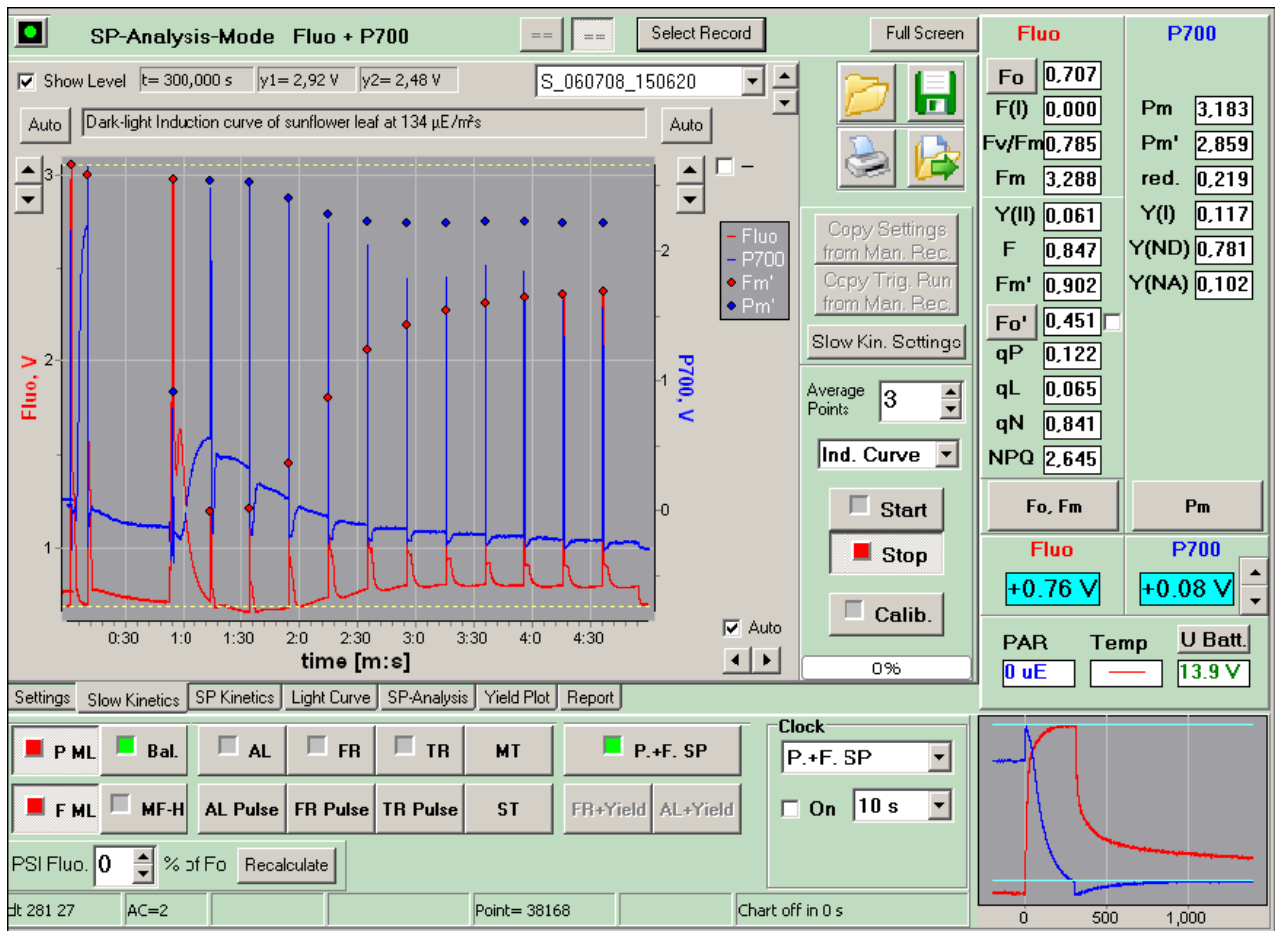 SP-Analysis-Mode Fluo + P700
== == Select Record Full Screen
Show Level t= 300,000 s y1= 2,92 V y2= 2,48 V S_060708_150620
Auto Dark-light Induction curve of sunflower leaf at 134 µE/m²s Auto
3
2
1
Fluo, V
–
2
1
0
P700, V
Fluo
P700
Fm'
Pm'
0:30 1:0 1:30 2:0 2:30 3:0 3:30 4:0 4:30
time [m:s]
Auto
Copy Settings
from Man. Rec.
Copy Trig. Run
from Man. Rec.
Slow Kin. Settings
Average
Points 3
Ind. Curve
Start
Stop
Calib.
0%
Fluo P700
Fo 0,707
F(I) 0,000 Pm 3,183
Fv/Fm 0,785 Pm' 2,859
Fm 3,288 red. 0,219
Y(II) 0,061 Y(I) 0,117
F 0,847 Y(ND) 0,781
Fm' 0,902 Y(NA) 0,102
Fo' 0,451
qP 0,122
qL 0,065
qN 0,841
NPQ 2,645
Fo, Fm Pm
Fluo P700
+0.76 V +0.08 V
PAR Temp U Batt.
0 uE 13.9 V
Settings Slow Kinetics SP Kinetics Light Curve SP-Analysis Yield Plot Report
P ML Bal. AL FR TR MT P.+F. SP
F ML MF-H AL Pulse FR Pulse TR Pulse ST FR+Yield AL+Yield
Clock
P.+F. SP
On 10 s
PSI Fluo. 0 % of Fo Recalculate
dt 281 27 AC=2 Point= 38168 Chart off in 0 s
0 500 1,000